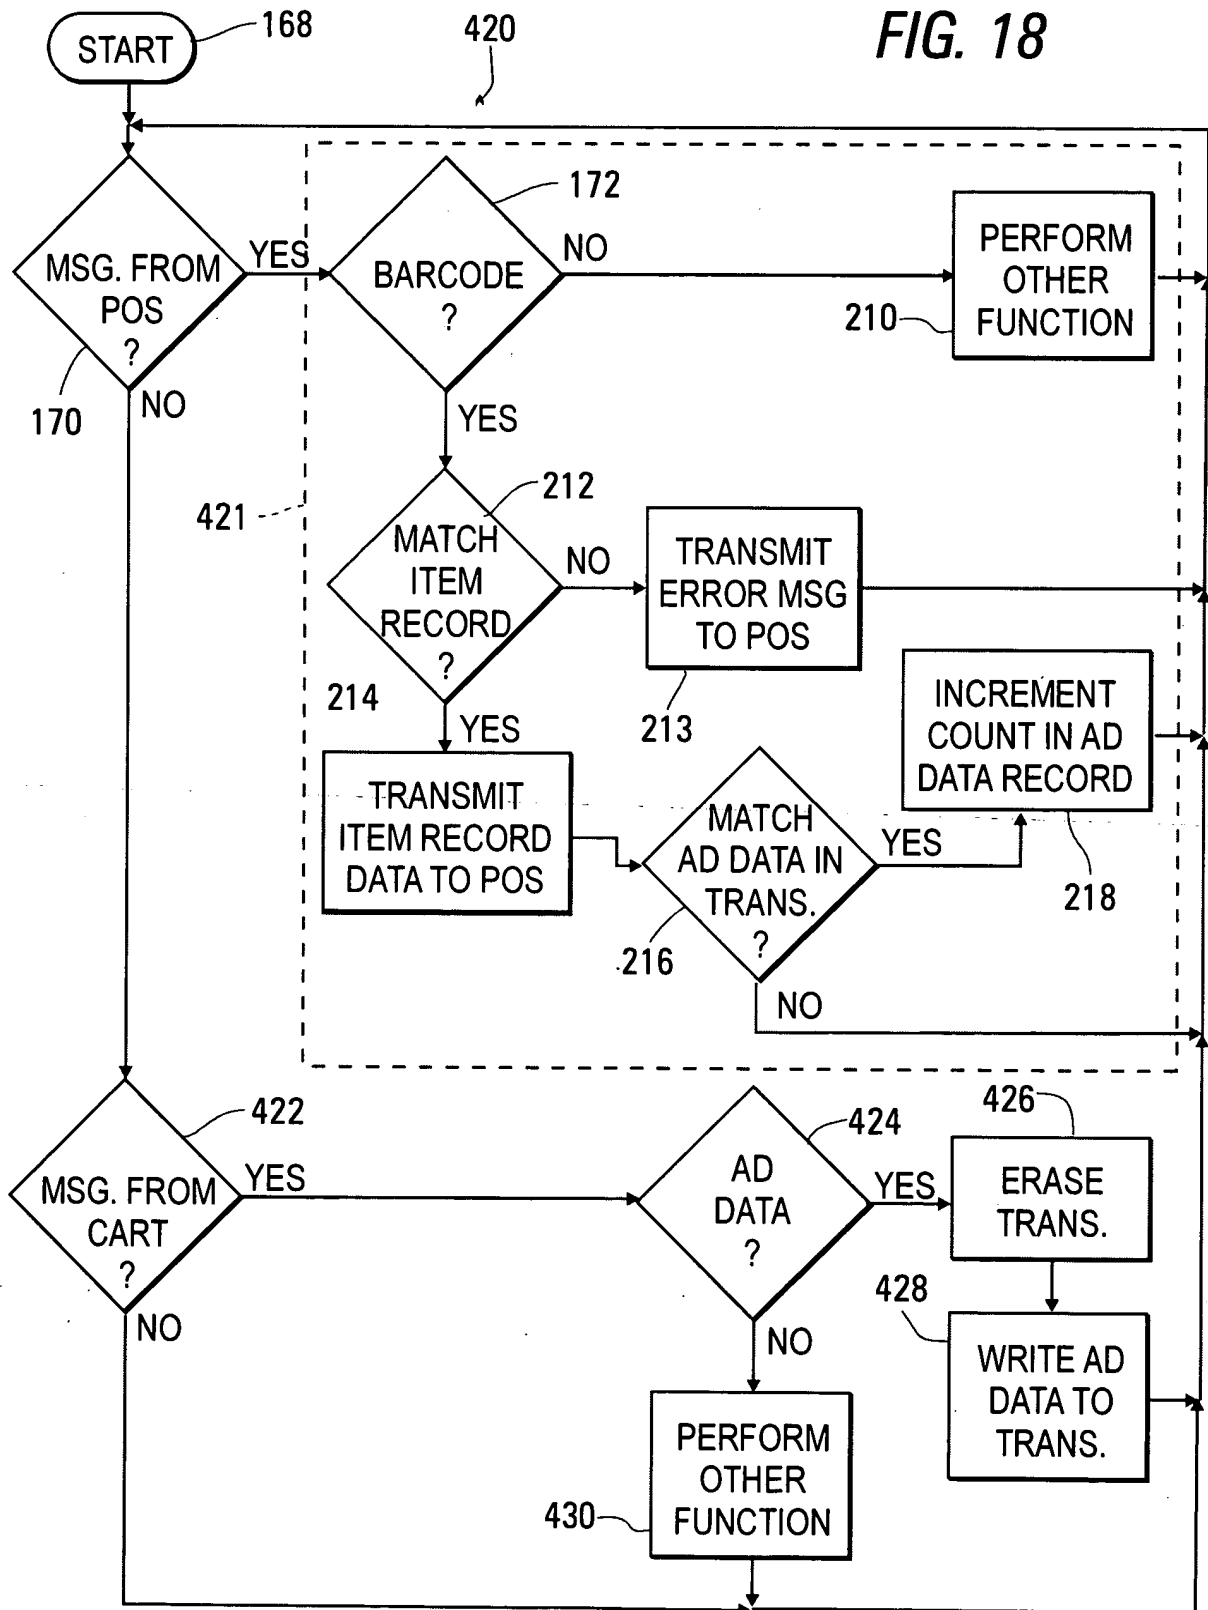 FIG. 18
START
168
420
MSG. FROM
POS
?
170
YES
NO
BARCODE
?
172
NO
YES
PERFORM
OTHER
FUNCTION
210
421
MATCH
ITEM
RECORD
?
212
NO
YES
TRANSMIT
ERROR MSG
TO POS
213
214
TRANSMIT
ITEM RECORD
DATA TO POS
MATCH
AD DATA IN
TRANS.
?
216
YES
NO
INCREMENT
COUNT IN AD
DATA RECORD
218
MSG. FROM
CART
?
422
YES
NO
AD
DATA
?
424
YES
NO
426
ERASE
TRANS.
428
WRITE AD
DATA TO
TRANS.
PERFORM
OTHER
FUNCTION
430